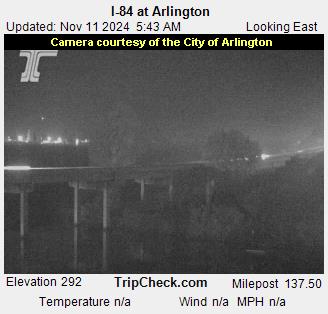 I-84 at Arlington
Updated: Nov 11 2024 5:43 AM Looking East
Camera courtesy of the City of Arlington
Elevation 292 TripCheck.com Milepost 137.50
Temperature n/a Wind n/a MPH n/a